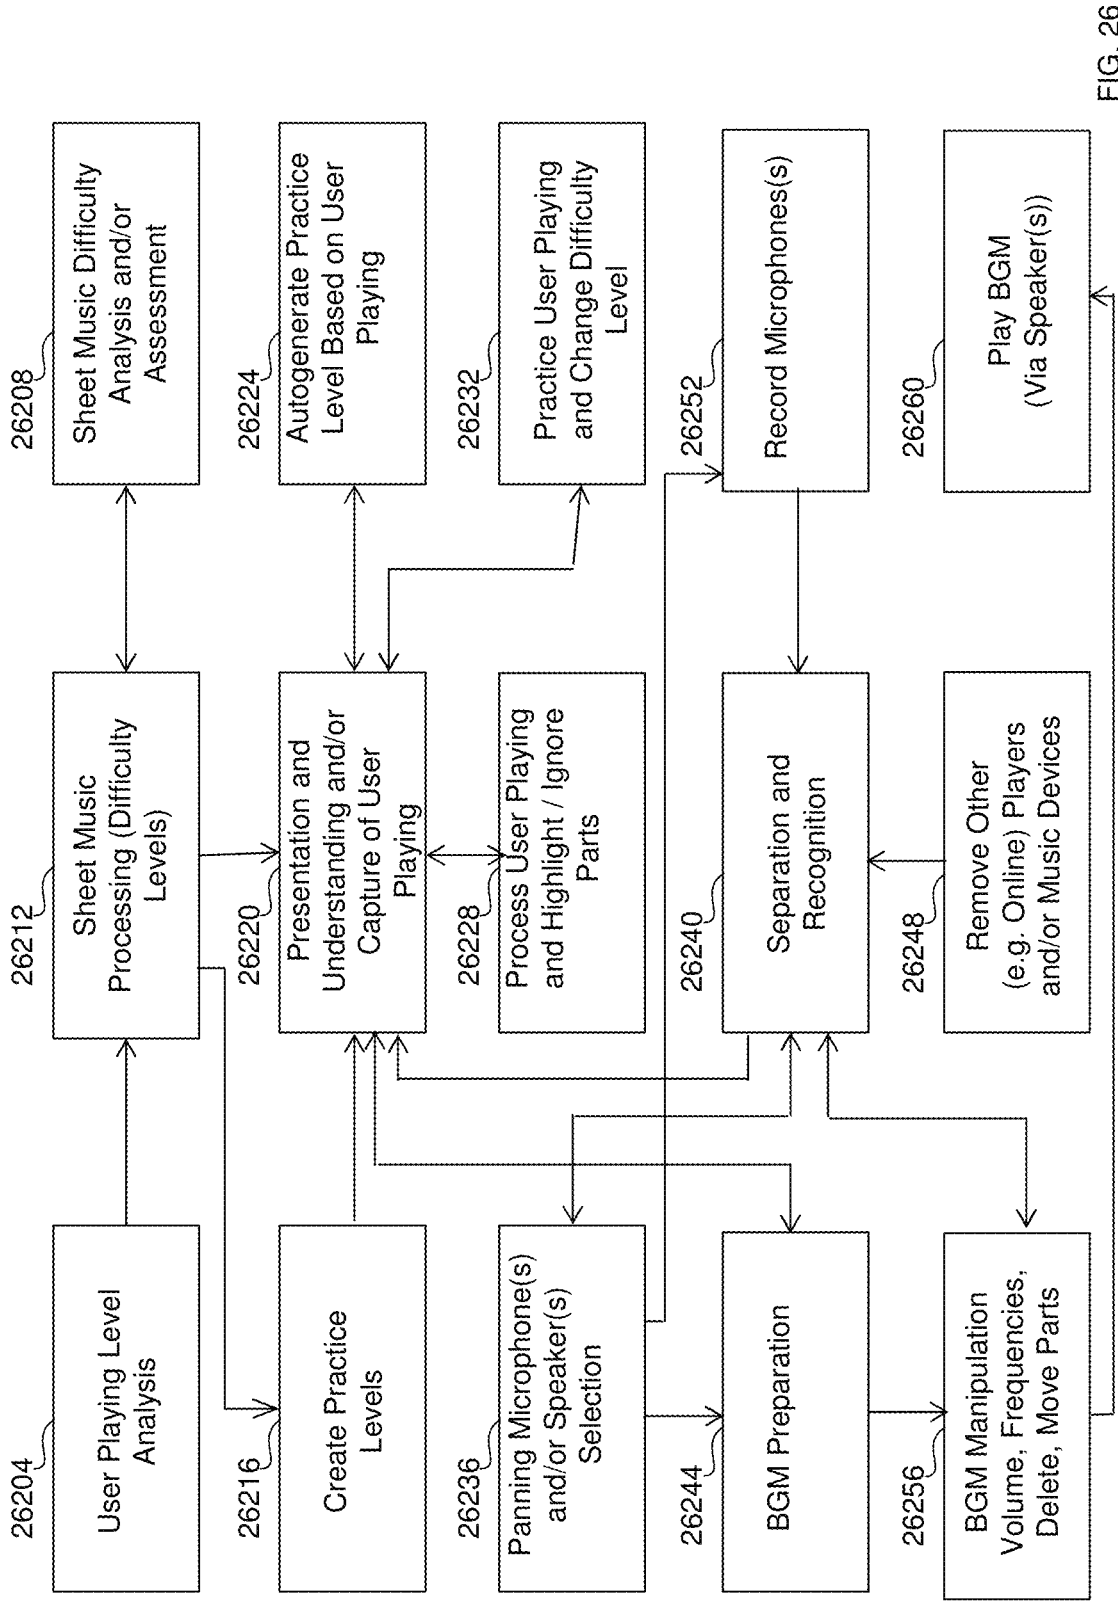 26204
User Playing Level
Analysis
26212
Sheet Music
Processing (Difficulty
Levels)
26208
Sheet Music Difficulty
Analysis and/or
Assessment
26216
Create Practice
Levels
26220
Presentation and
Understanding and/or
Capture of User
Playing
26224
Autogenerate Practice
Level Based on User
Playing
26236
Panning Microphone(s)
and/or Speaker(s)
Selection
26228
Process User Playing
and Highlight / Ignore
Parts
26232
Practice User Playing
and Change Difficulty
Level
26244
BGM Preparation
26240
Separation and
Recognition
26252
Record Microphones(s)
26256
BGM Manipulation
Volume, Frequencies,
Delete, Move Parts
26248
Remove Other
(e.g. Online) Players
and/or Music Devices
26260
Play BGM
(Via Speaker(s))
FIG. 26